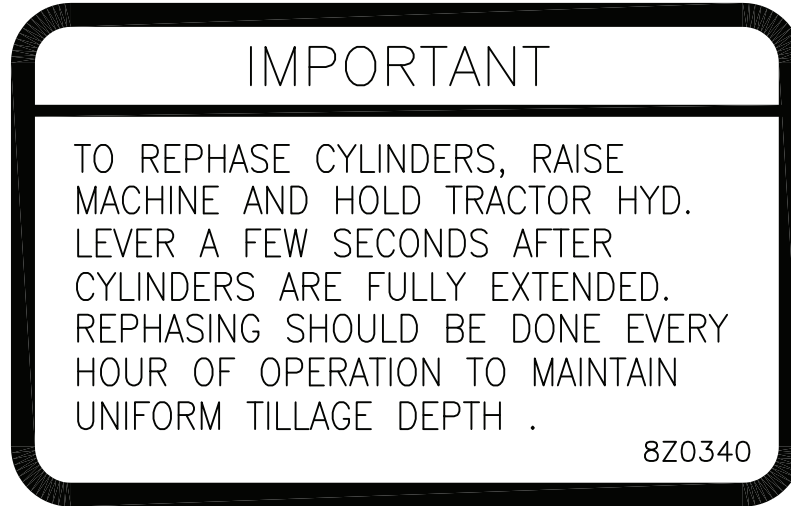 IMPORTANT
TO REPHASE CYLINDERS, RAISE
MACHINE AND HOLD TRACTOR HYD.
LEVER A FEW SECONDS AFTER
CYLINDERS ARE FULLY EXTENDED.
REPHASING SHOULD BE DONE EVERY
HOUR OF OPERATION TO MAINTAIN
UNIFORM TILLAGE DEPTH .
8Z0340